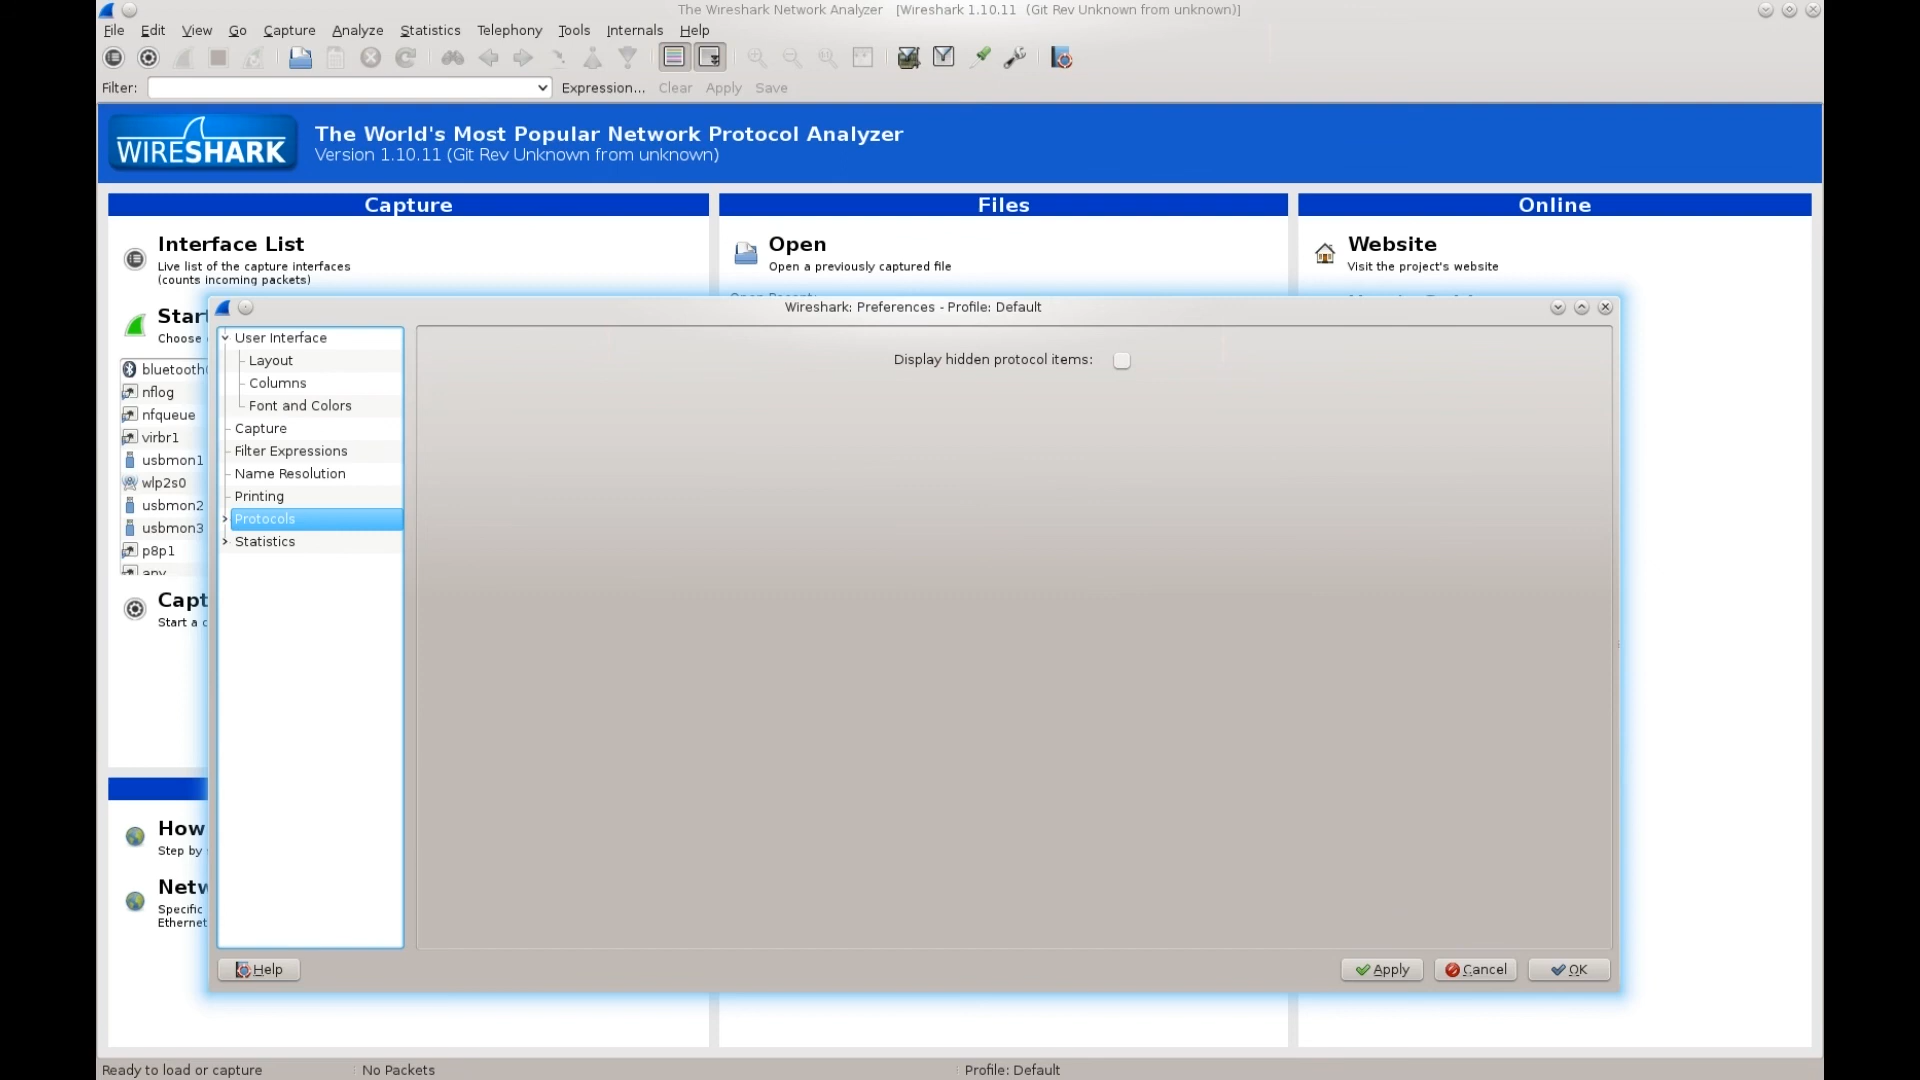 The Wireshark Network Analyzer [Wireshark 1.10.11 (Git Rev Unknown from unknown)]
File Edit View Go Capture Analyze Statistics Telephony Tools Internals Help
Filter: Expression... Clear Apply Save
WIRESHARK
The World's Most Popular Network Protocol Analyzer
Version 1.10.11 (Git Rev Unknown from unknown)
Capture
Interface List
Live list of the capture interfaces
(counts incoming packets)
Star
Choose
bluetooth
nflog
nfqueue
virbr1
usbmon1
wlp2s0
usbmon2
usbmon3
p8p1
any
Capt
Start a c
How
Step by
Netw
Specific
Ethernet
Files
Open
Open a previously captured file
Online
Website
Visit the project's website
Wireshark: Preferences - Profile: Default
User Interface
Layout
Columns
Font and Colors
Capture
Filter Expressions
Name Resolution
Printing
Protocols
Statistics
Display hidden protocol items:
Help
Apply
Cancel
OK
Ready to load or capture
No Packets
Profile: Default